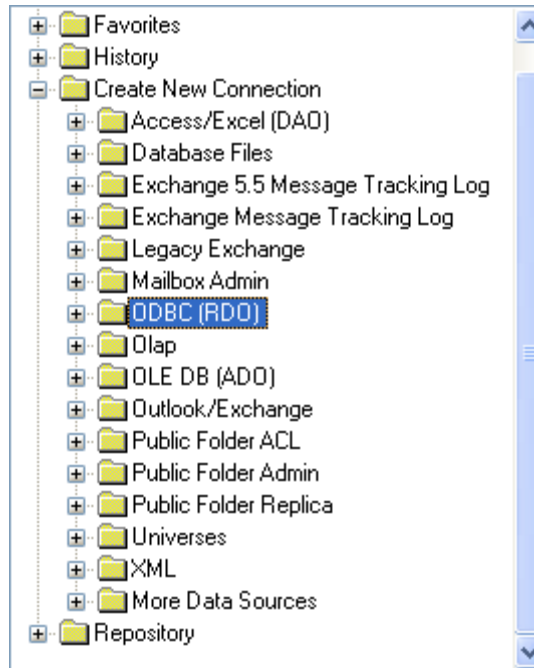 Favorites
History
Create New Connection
Access/Excel (DAO)
Database Files
Exchange 5.5 Message Tracking Log
Exchange Message Tracking Log
Legacy Exchange
Mailbox Admin
ODBC (RDO)
Olap
OLE DB (ADO)
Outlook/Exchange
Public Folder ACL
Public Folder Admin
Public Folder Replica
Universes
XML
More Data Sources
Repository